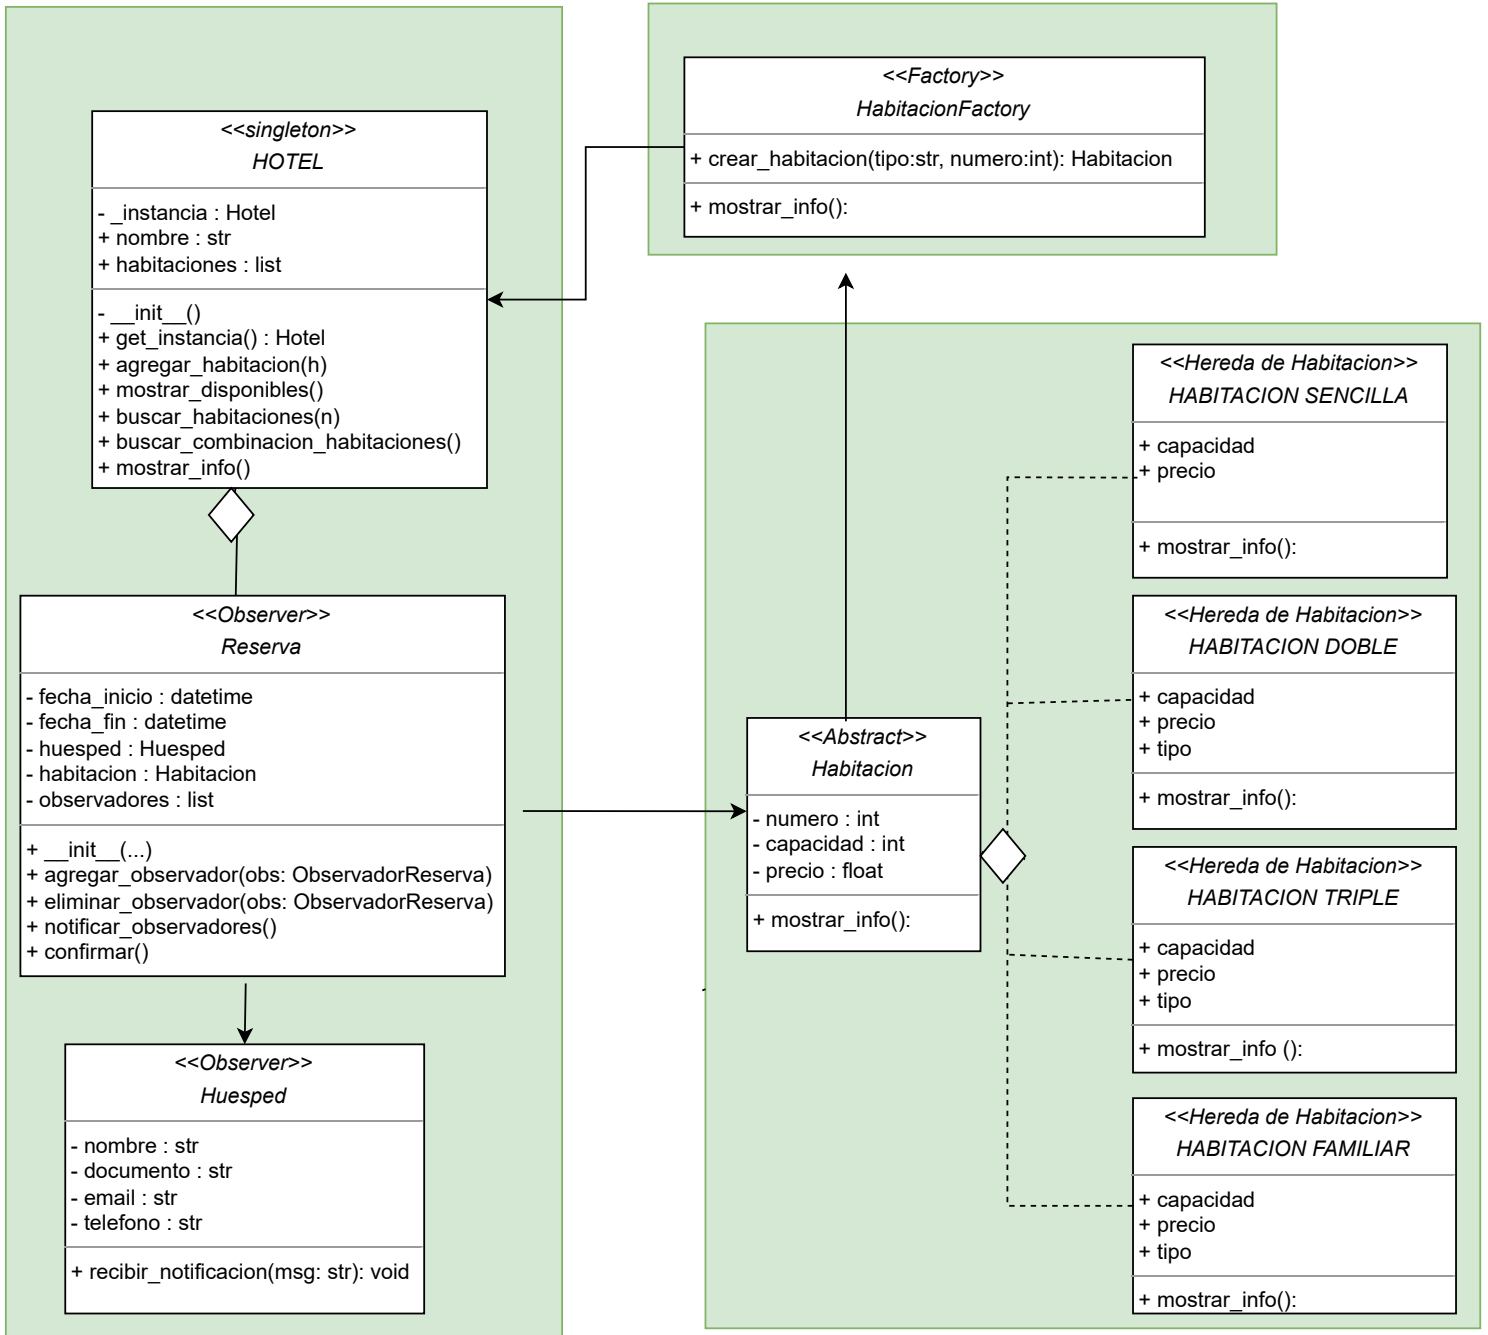 <<singleton>>
HOTEL
- _instancia : Hotel
+ nombre : str
+ habitaciones : list
- __init__()
+ get_instancia() : Hotel
+ agregar_habitacion(h)
+ mostrar_disponibles()
+ buscar_habitaciones(n)
+ buscar_combinacion_habitaciones()
+ mostrar_info()
<<Observer>>
Reserva
- fecha_inicio : datetime
- fecha_fin : datetime
- huesped : Huesped
- habitacion : Habitacion
- observadores : list
+ __init__(...)
+ agregar_observador(obs: ObservadorReserva)
+ eliminar_observador(obs: ObservadorReserva)
+ notificar_observadores()
+ confirmar()
<<Observer>>
Huesped
- nombre : str
- documento : str
- email : str
- telefono : str
+ recibir_notificacion(msg: str): void
<<Factory>>
HabitacionFactory
+ crear_habitacion(tipo:str, numero:int): Habitacion
+ mostrar_info():
<<Abstract>>
Habitacion
- numero : int
- capacidad : int
- precio : float
+ mostrar_info():
<<Hereda de Habitacion>>
HABITACION SENCILLA
+ capacidad
+ precio
+ mostrar_info():
<<Hereda de Habitacion>>
HABITACION DOBLE
+ capacidad
+ precio
+ tipo
+ mostrar_info():
<<Hereda de Habitacion>>
HABITACION TRIPLE
+ capacidad
+ precio
+ tipo
+ mostrar_info ():
<<Hereda de Habitacion>>
HABITACION FAMILIAR
+ capacidad
+ precio
+ tipo
+ mostrar_info():